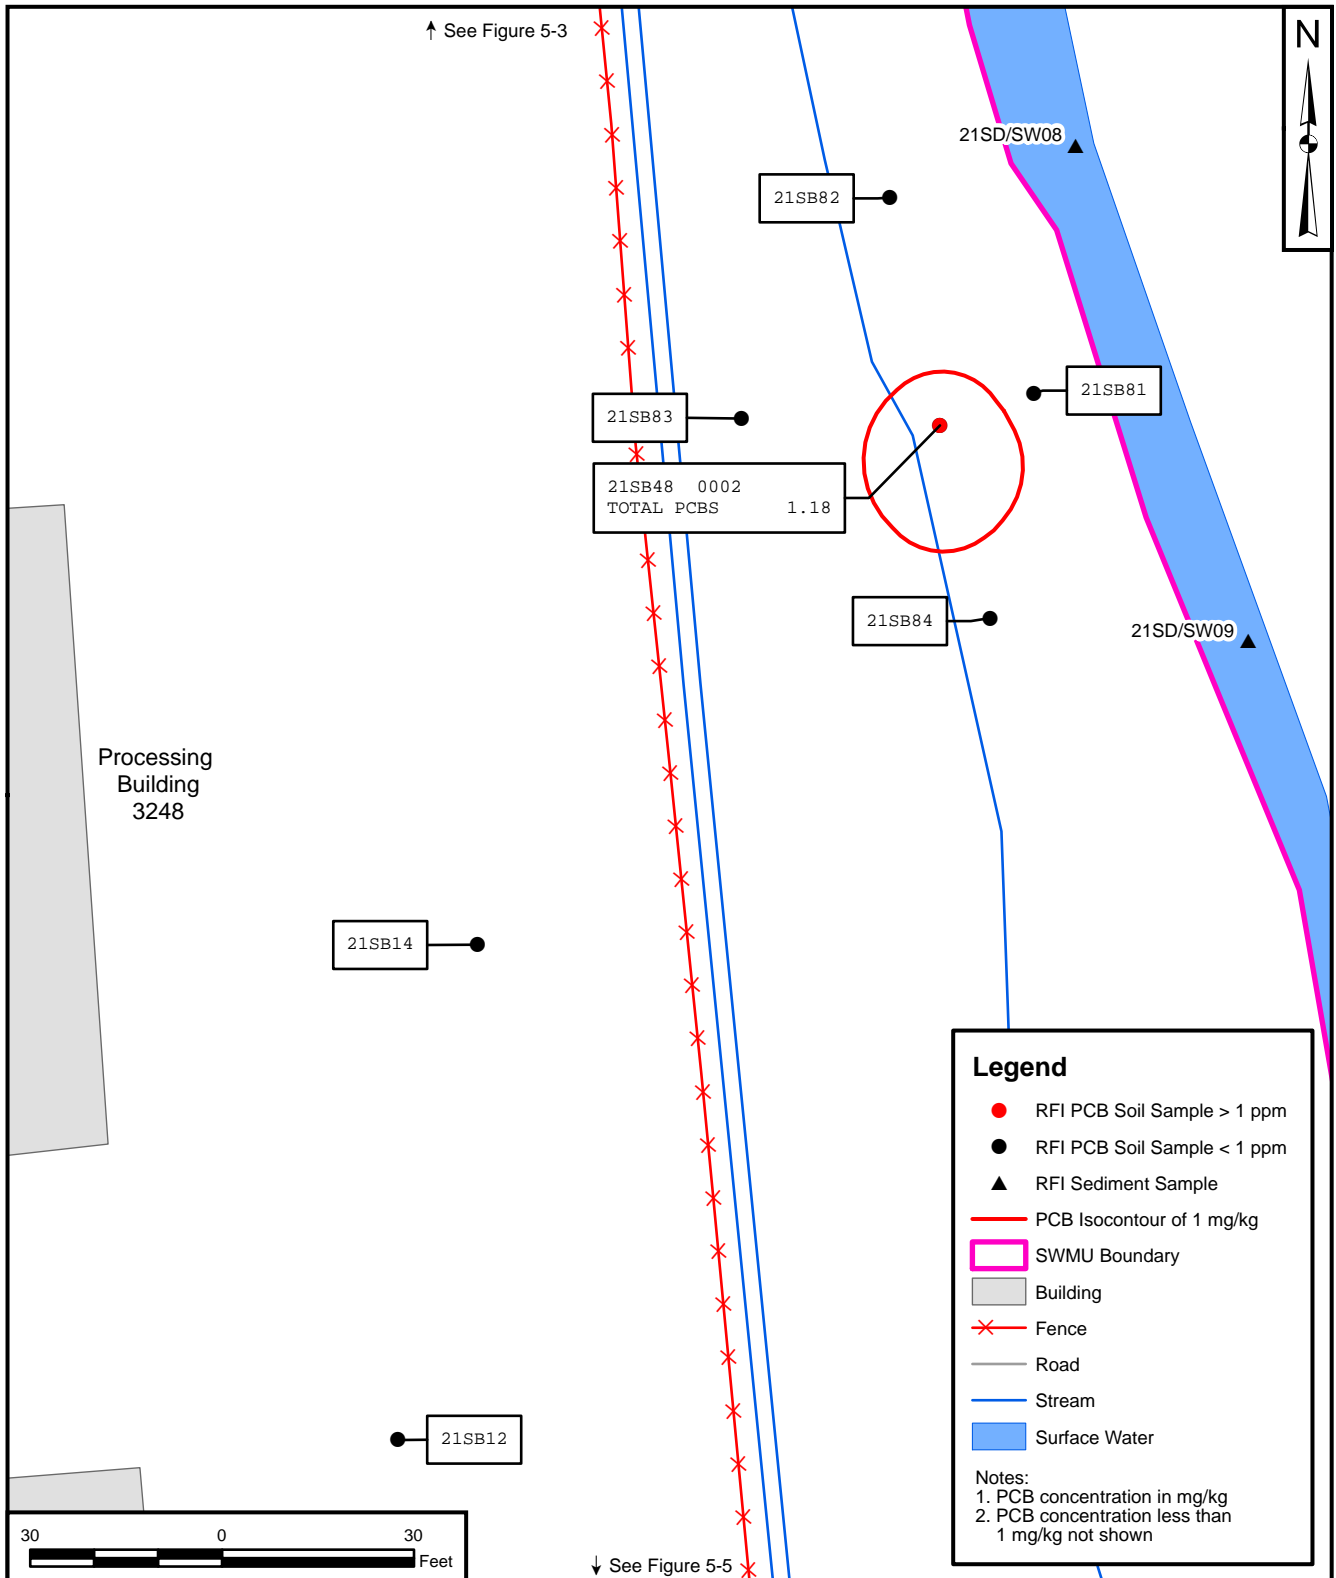 ↑ See Figure 5-3
N
21SD/SW08
21SB82
21SB81
21SB83
21SB48 0002
TOTAL PCBS 1.18
21SB84
21SD/SW09
Processing
Building
3248
21SB14
21SB12
Legend
RFI PCB Soil Sample > 1 ppm
RFI PCB Soil Sample < 1 ppm
RFI Sediment Sample
PCB Isocontour of 1 mg/kg
SWMU Boundary
Building
Fence
Road
Stream
Surface Water
Notes:
1. PCB concentration in mg/kg
2. PCB concentration less than
1 mg/kg not shown
30 0 30
Feet
↓ See Figure 5-5